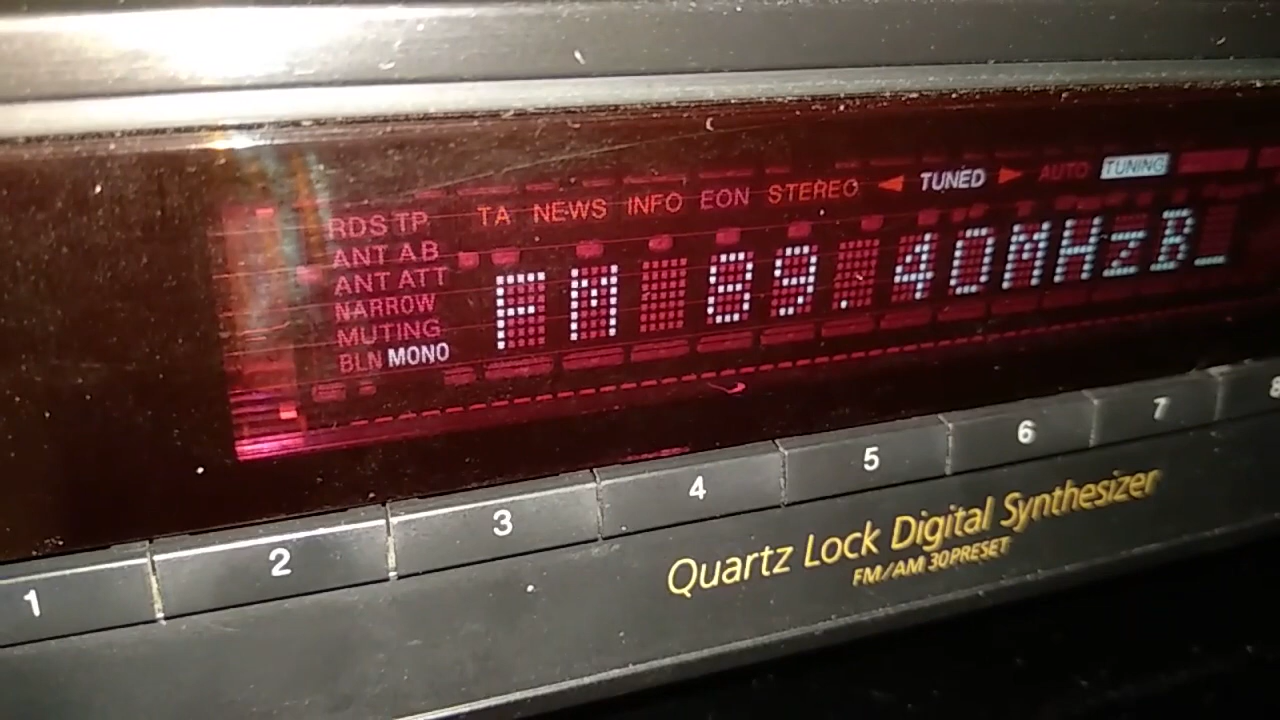 RDS TP TA NEWS INFO EON STEREO ◄ TUNED ► AUTO TUNING
ANT AB
ANT ATT
NARROW
MUTING
BLN MONO
FM 89.40MHzB_
1 2 3 4 5 6 7 8
Quartz Lock Digital Synthesizer
FM/AM 30PRESET